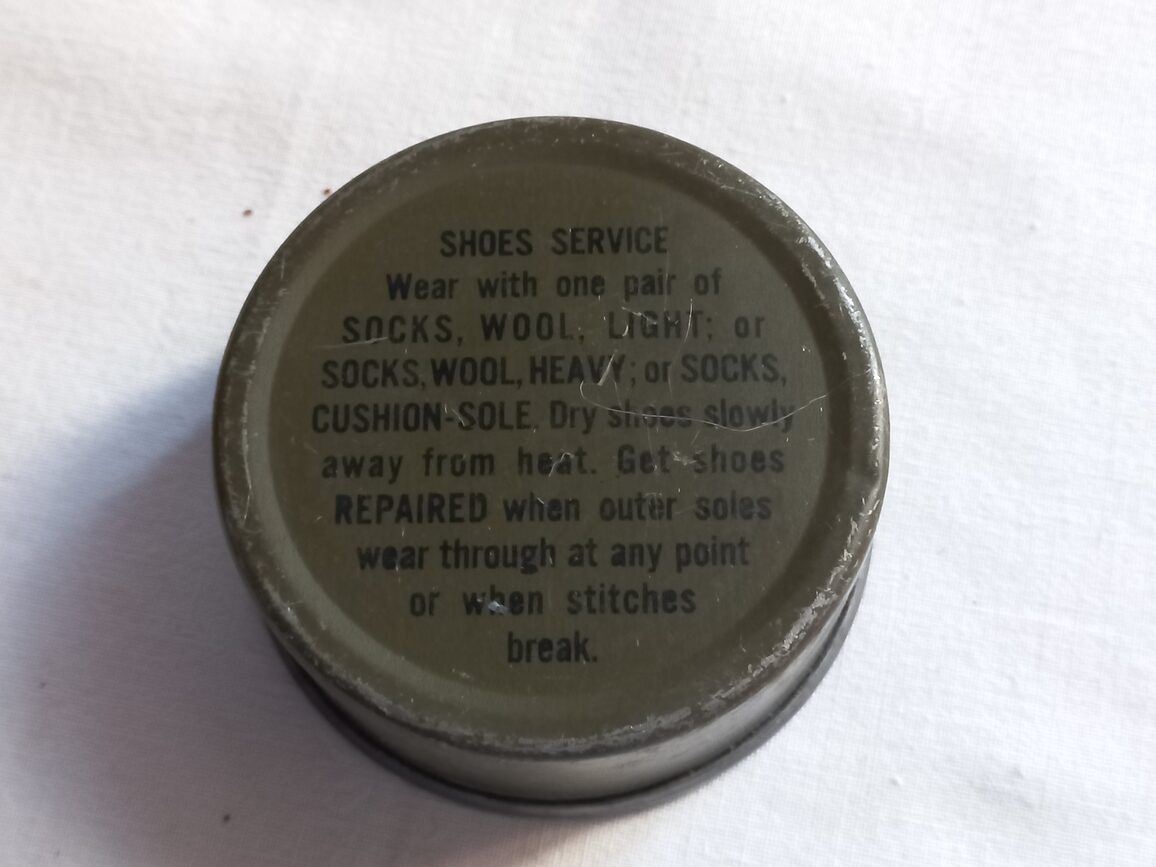 SHOES SERVICE
Wear with one pair of
SOCKS, WOOL, LIGHT; or
SOCKS, WOOL, HEAVY; or SOCKS,
CUSHION-SOLE. Dry shoes slowly
away from heat. Get shoes
REPAIRED when outer soles
wear through at any point
or when stitches
break.